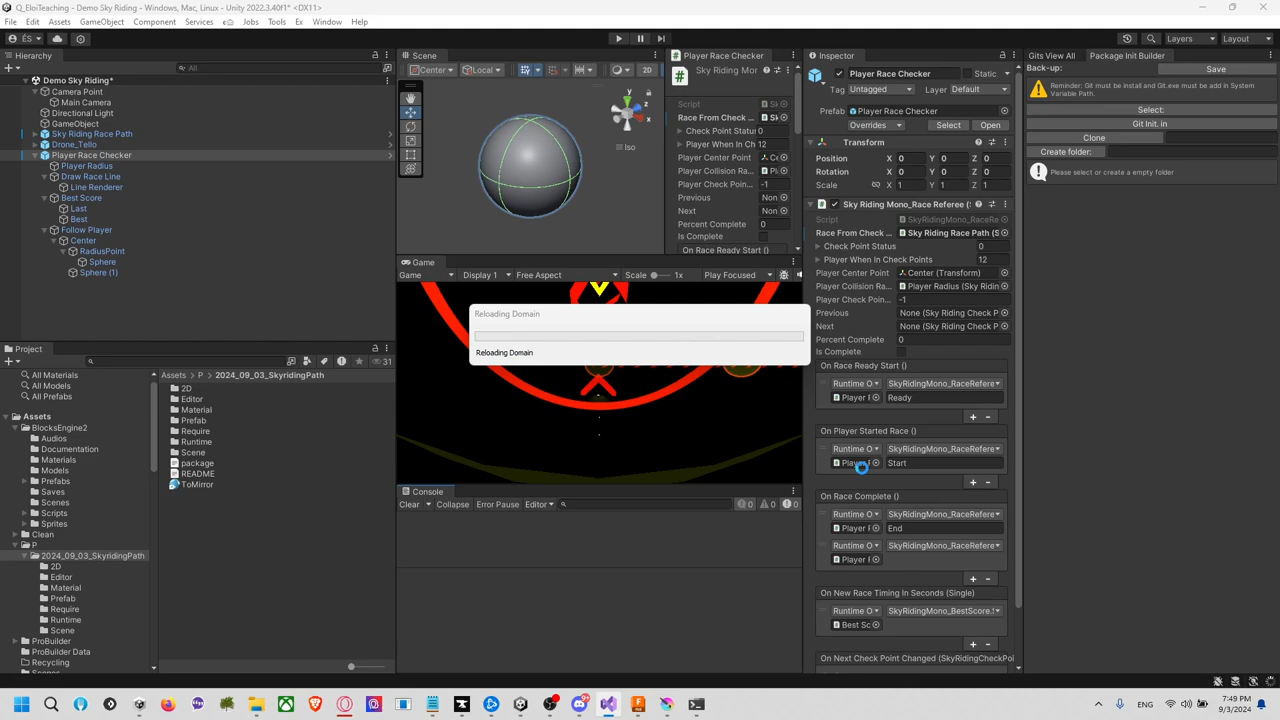 Q_EloiTeaching - Demo Sky Riding - Windows, Mac, Linux - Unity 2022.3.40f1* <DX11>
File Edit Assets GameObject Component Services Jobs Tools Ex Window Help
ÉS Layers Layout
Hierarchy
All
Demo Sky Riding*
Camera Point
Main Camera
Directional Light
GameObject
Sky Riding Race Path
Drone_Tello
Player Race Checker
Player Radius
Draw Race Line
Line Renderer
Best Score
Last
Best
Follow Player
Center
RadiusPoint
Sphere
Sphere (1)
Project
31
All Materials
All Models
All Prefabs
Assets
BlocksEngine2
Audios
Documentation
Materials
Models
Prefabs
Saves
Scenes
Scripts
Sprites
Clean
P
2024_09_03_SkyridingPath
2D
Editor
Material
Prefab
Require
Runtime
Scene
ProBuilder
ProBuilder Data
Recycling
Assets > P > 2024_09_03_SkyridingPath
2D
Editor
Material
Prefab
Require
Runtime
Scene
package
README
ToMirror
Scene
Center Local 2D
y
x
z
Iso
Game
Game Display 1 Free Aspect Scale 1x Play Focused
Reloading Domain
Reloading Domain
Console
Clear Collapse Error Pause Editor 0 0 0
Player Race Checker
Sky Riding Mor
Script
Race From Check
Check Point Statu 0
Player When In Ch 12
Player Center Point
Player Collision Ra
Player Check Poin... -1
Previous Non
Next Non
Percent Complete 0
Is Complete
On Race Ready Start ()
Inspector
Player Race Checker Static
Tag Untagged Layer Default
Prefab Player Race Checker
Overrides Select Open
Transform
Position X 0 Y 0 Z 0
Rotation X 0 Y 0 Z 0
Scale X 1 Y 1 Z 1
Sky Riding Mono_Race Referee (S
Script SkyRidingMono_RaceRe
Race From Check Sky Riding Race Path (S
Check Point Status 0
Player When In Check Points 12
Player Center Point Center (Transform)
Player Collision Ra... Player Radius (Sky Ridin
Player Check Poin... -1
Previous None (Sky Riding Check P
Next None (Sky Riding Check P
Percent Complete 0
Is Complete
On Race Ready Start ()
Runtime O SkyRidingMono_RaceRefere
Player F Ready
+ -
On Player Started Race ()
Runtime O SkyRidingMono_RaceRefere
Player Start
+ -
On Race Complete ()
Runtime O SkyRidingMono_RaceRefere
Player F End
Runtime O SkyRidingMono_RaceRefere
Player F
+ -
On New Race Timing In Seconds (Single)
Runtime O SkyRidingMono_BestScore.
Best Sc
+ -
On Next Check Point Changed (SkyRidingCheckPoi
Gits View All Package Init Builder
Back-up: Save
Reminder: Git must be install and Git.exe must be add in System Variable Path.
Select:
Git Init. in
Clone
Create folder:
Please select or create a empty folder
7:49 PM
9/3/2024